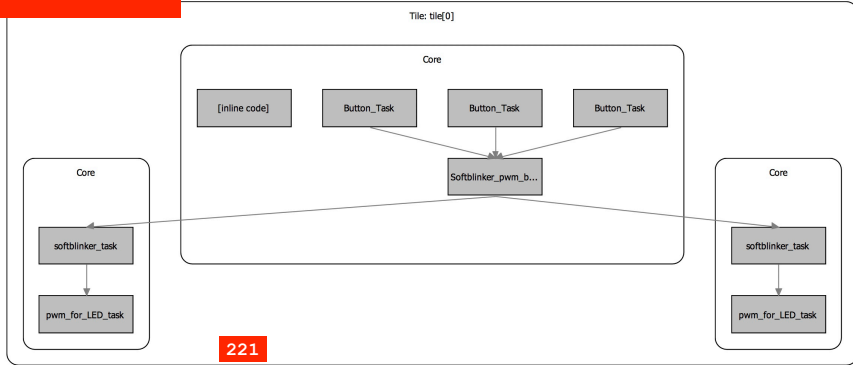 Tile: tile[0]
Core
[inline code]
Button_Task
Button_Task
Button_Task
Softblinker_pwm_b...
Core
softblinker_task
pwm_for_LED_task
Core
softblinker_task
pwm_for_LED_task
221